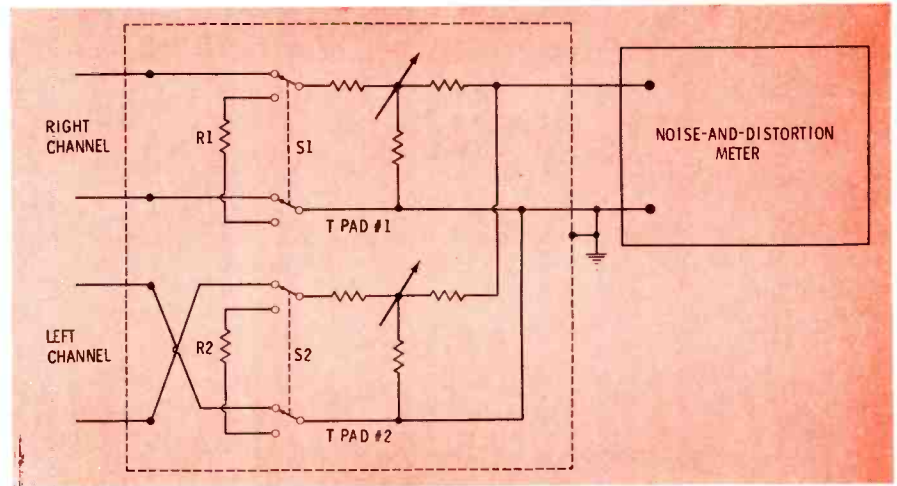 RIGHT
CHANNEL
R1
S1
T PAD #1
NOISE-AND-DISTORTION
METER
LEFT
CHANNEL
R2
S2
T PAD #2